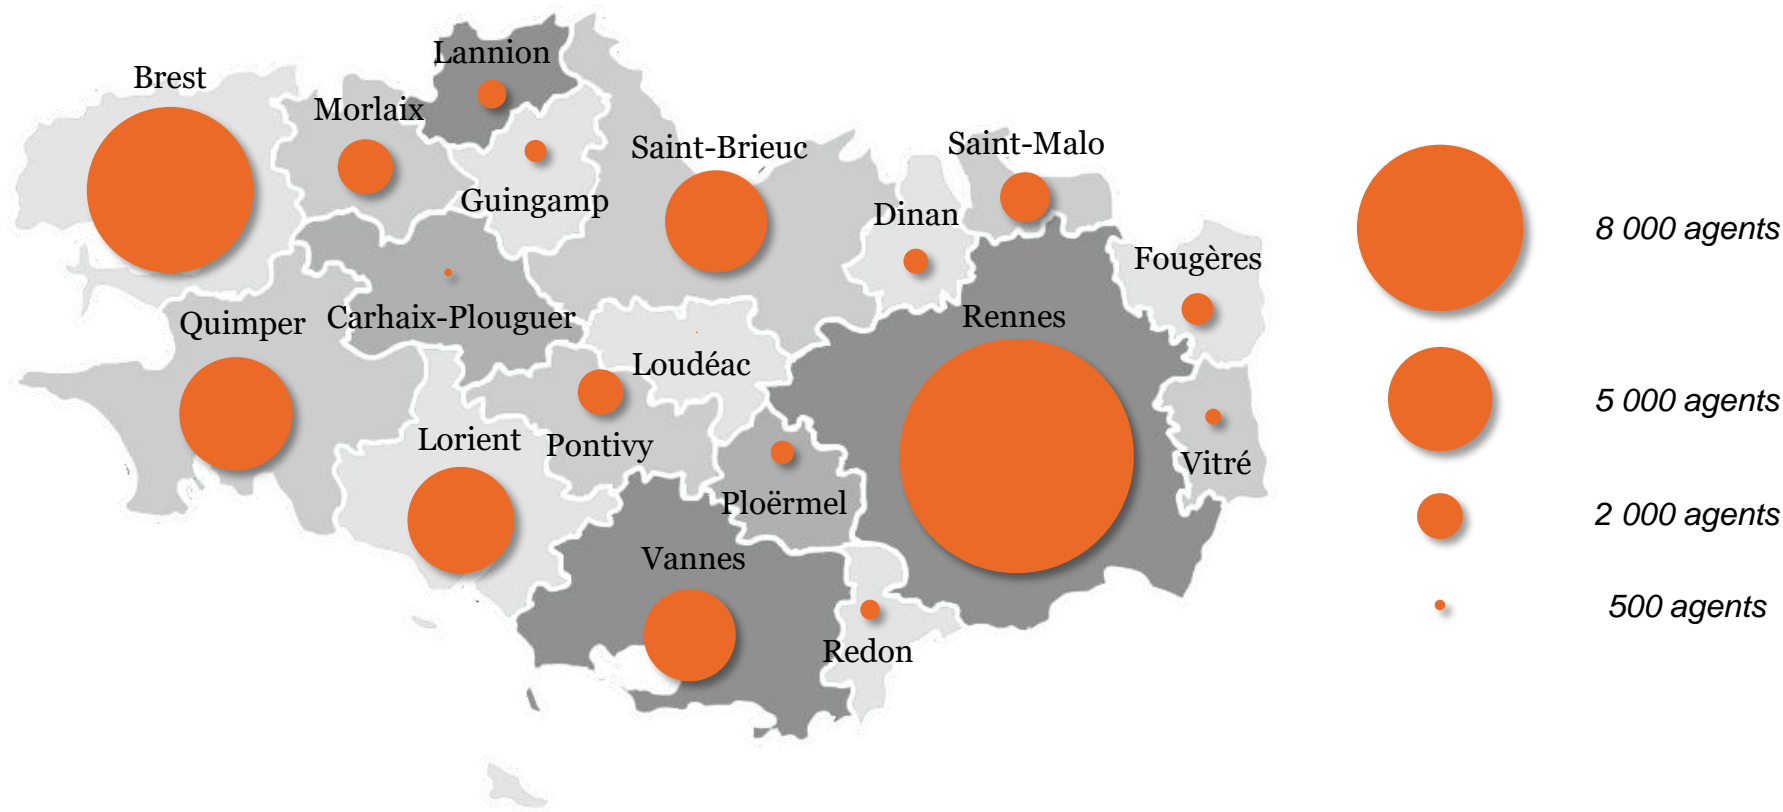 Lannion
Brest
Morlaix
Saint-Malo
Saint-Brieuc
Guingamp
Dinan
8 000 agents
Fougères
Rennes
Quimper
Carhaix-Plouguer
Loudéac
5 000 agents
Lorient
Pontivy
Vitré
Ploërmel
2 000 agents
Vannes
500 agents
Redon